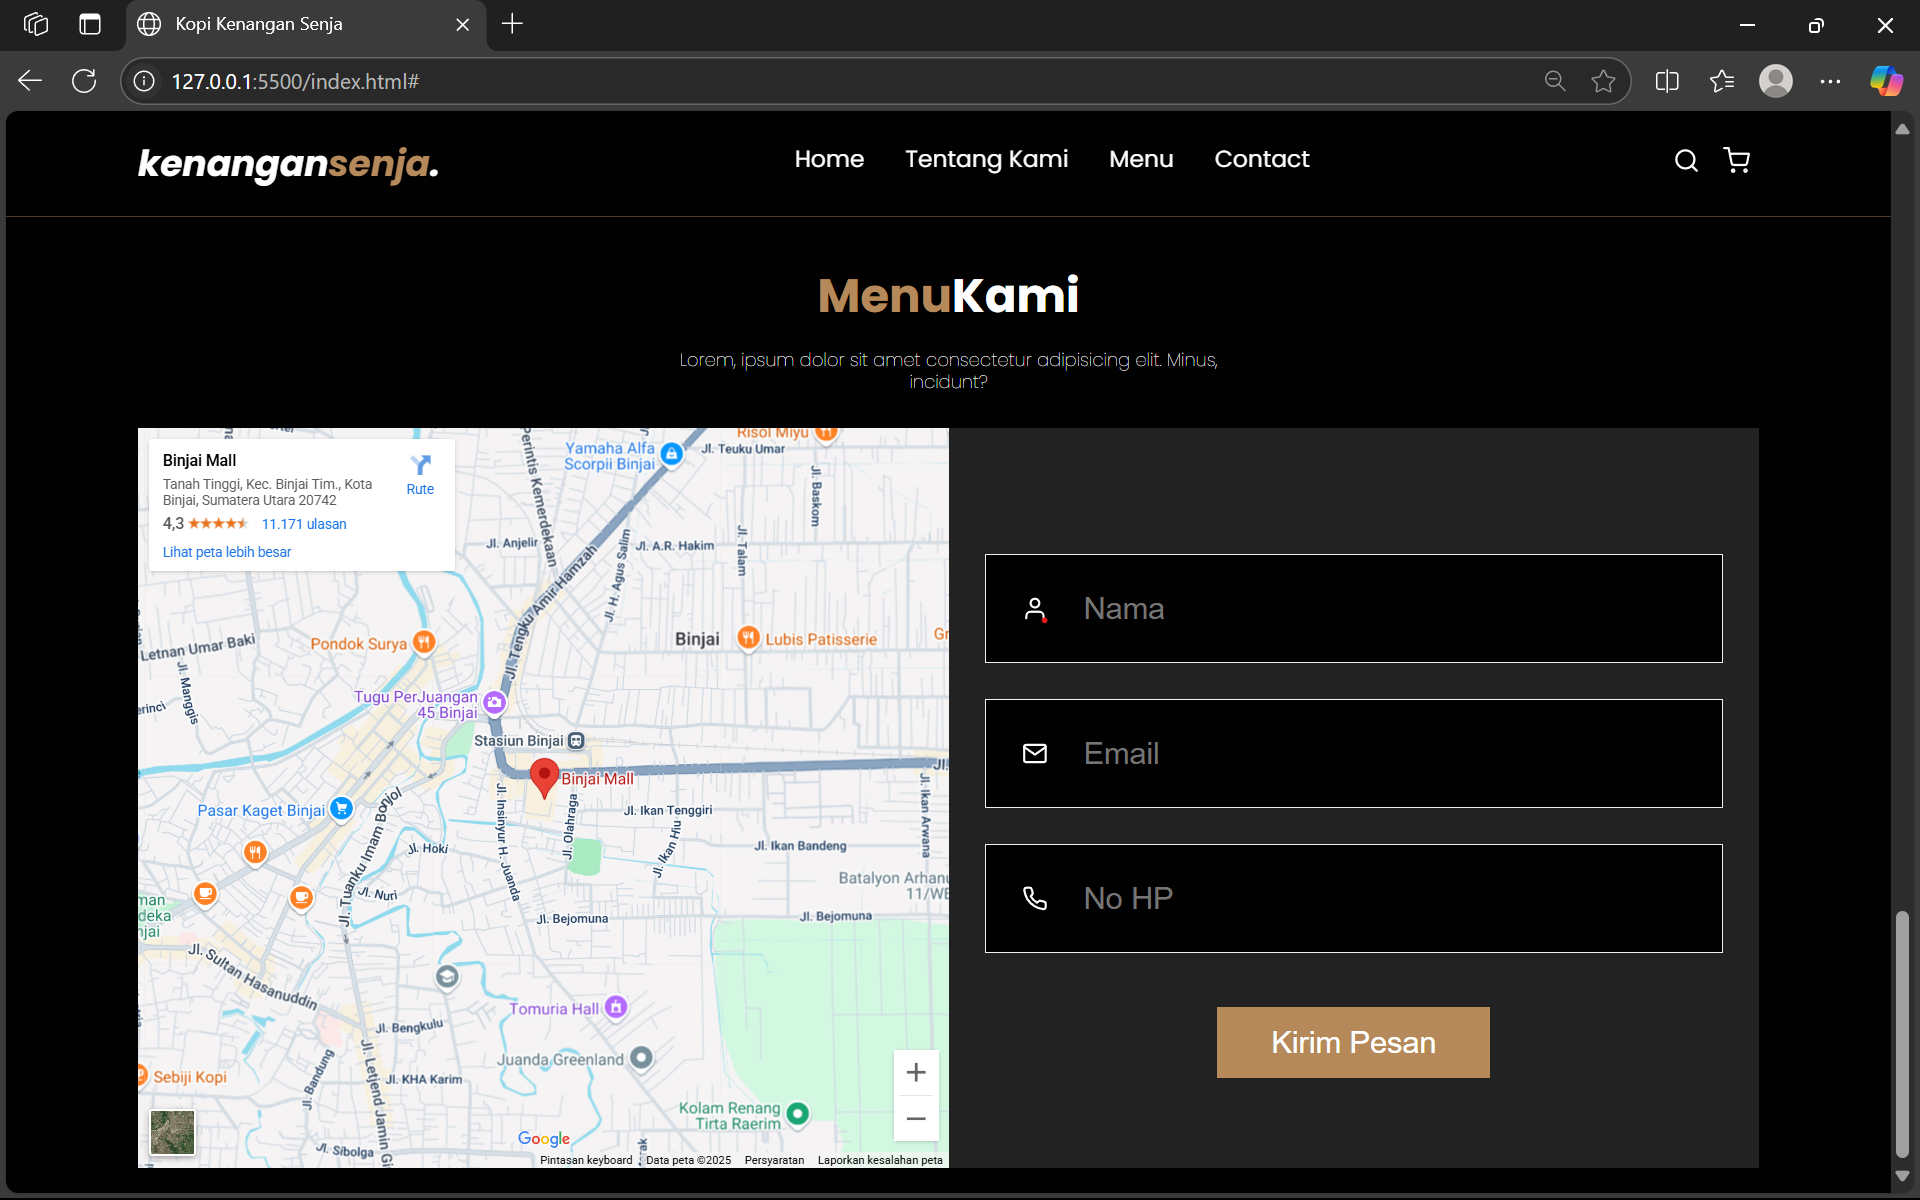 Kopi Kenangan Senja
127.0.0.1:5500/index.html#
kenangansenja.
Home Tentang Kami Menu Contact
MenuKami
Lorem, ipsum dolor sit amet consectetur adipisicing elit. Minus,
incidunt?
Binjai Mall
Tanah Tinggi, Kec. Binjai Tim., Kota
Binjai, Sumatera Utara 20742
4,3
11.171 ulasan
Lihat peta lebih besar
Rute
Perintis Kemerdekaan
Yamaha Alfa
Scorpii Binjai
Risol Miyu
Jl. Teuku Umar
Jl. Baskom
Jl. Anjelir
Jl. Tengku Amir Hamzah
Jl. H. Agus Salim
Jl. A.R. Hakim
Jl. Talam
Letnan Umar Baki
Pondok Surya
Binjai
Lubis Patisserie
Gr
Jl. Manggis
erinci
Tugu PerJuangan
45 Binjai
Stasiun Binjai
Binjai Mall
Jl.
Pasar Kaget Binjai
Jl. Tuanku Imam Bonjol
Jl. Insinyur H. Juanda
Jl. Olahraga
Jl. Ikan Tenggiri
Jl. Ikan Hiu
Jl. Ikan Arwana
Jl. Hoki
Jl. Ikan Bandeng
Jl. Nuri
Batalyon Arhanu
11/WB
man
deka
njai
Jl. Bejomuna
Jl. Bejomuna
Jl. Sultan Hasanuddin
Tomuria Hall
Jl. Bengkulu
Juanda Greenland
Jl. Bandung
Jl. Letjend Jamin Gi
Sebiji Kopi
Jl. KHA Karim
Kolam Renang
Tirta Raerim
Jl. Sibolga
rak
Google
Pintasan keyboard Data peta ©2025 Persyaratan Laporkan kesalahan peta
Nama
Email
No HP
Kirim Pesan